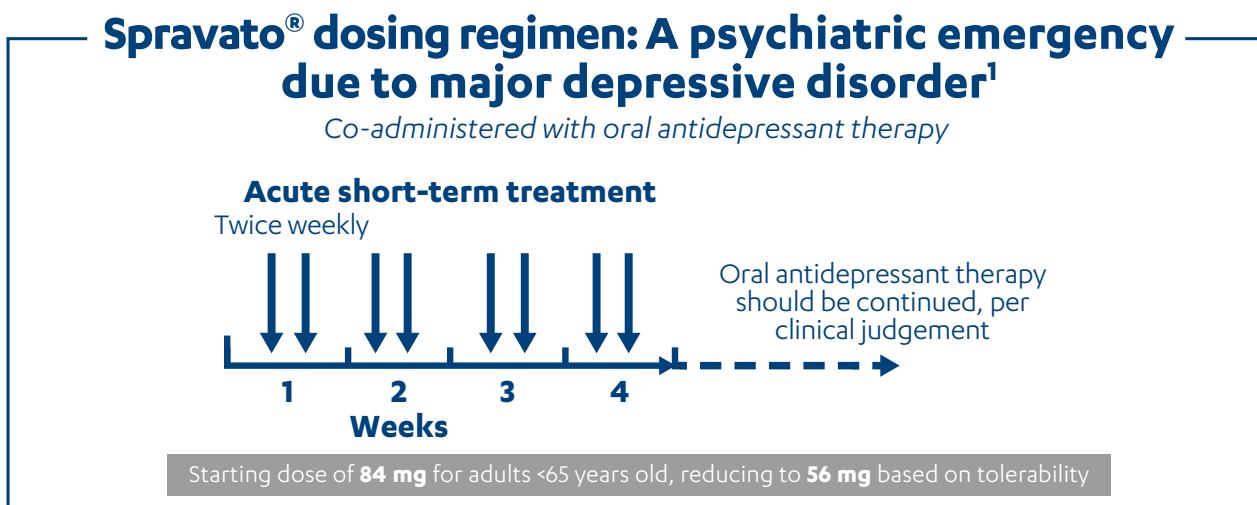 Spravato® dosing regimen: A psychiatric emergency
due to major depressive disorder¹
Co-administered with oral antidepressant therapy
Acute short-term treatment
Twice weekly
Oral antidepressant therapy
should be continued, per
clinical judgement
1 2 3 4
Weeks
Starting dose of 84 mg for adults <65 years old, reducing to 56 mg based on tolerability